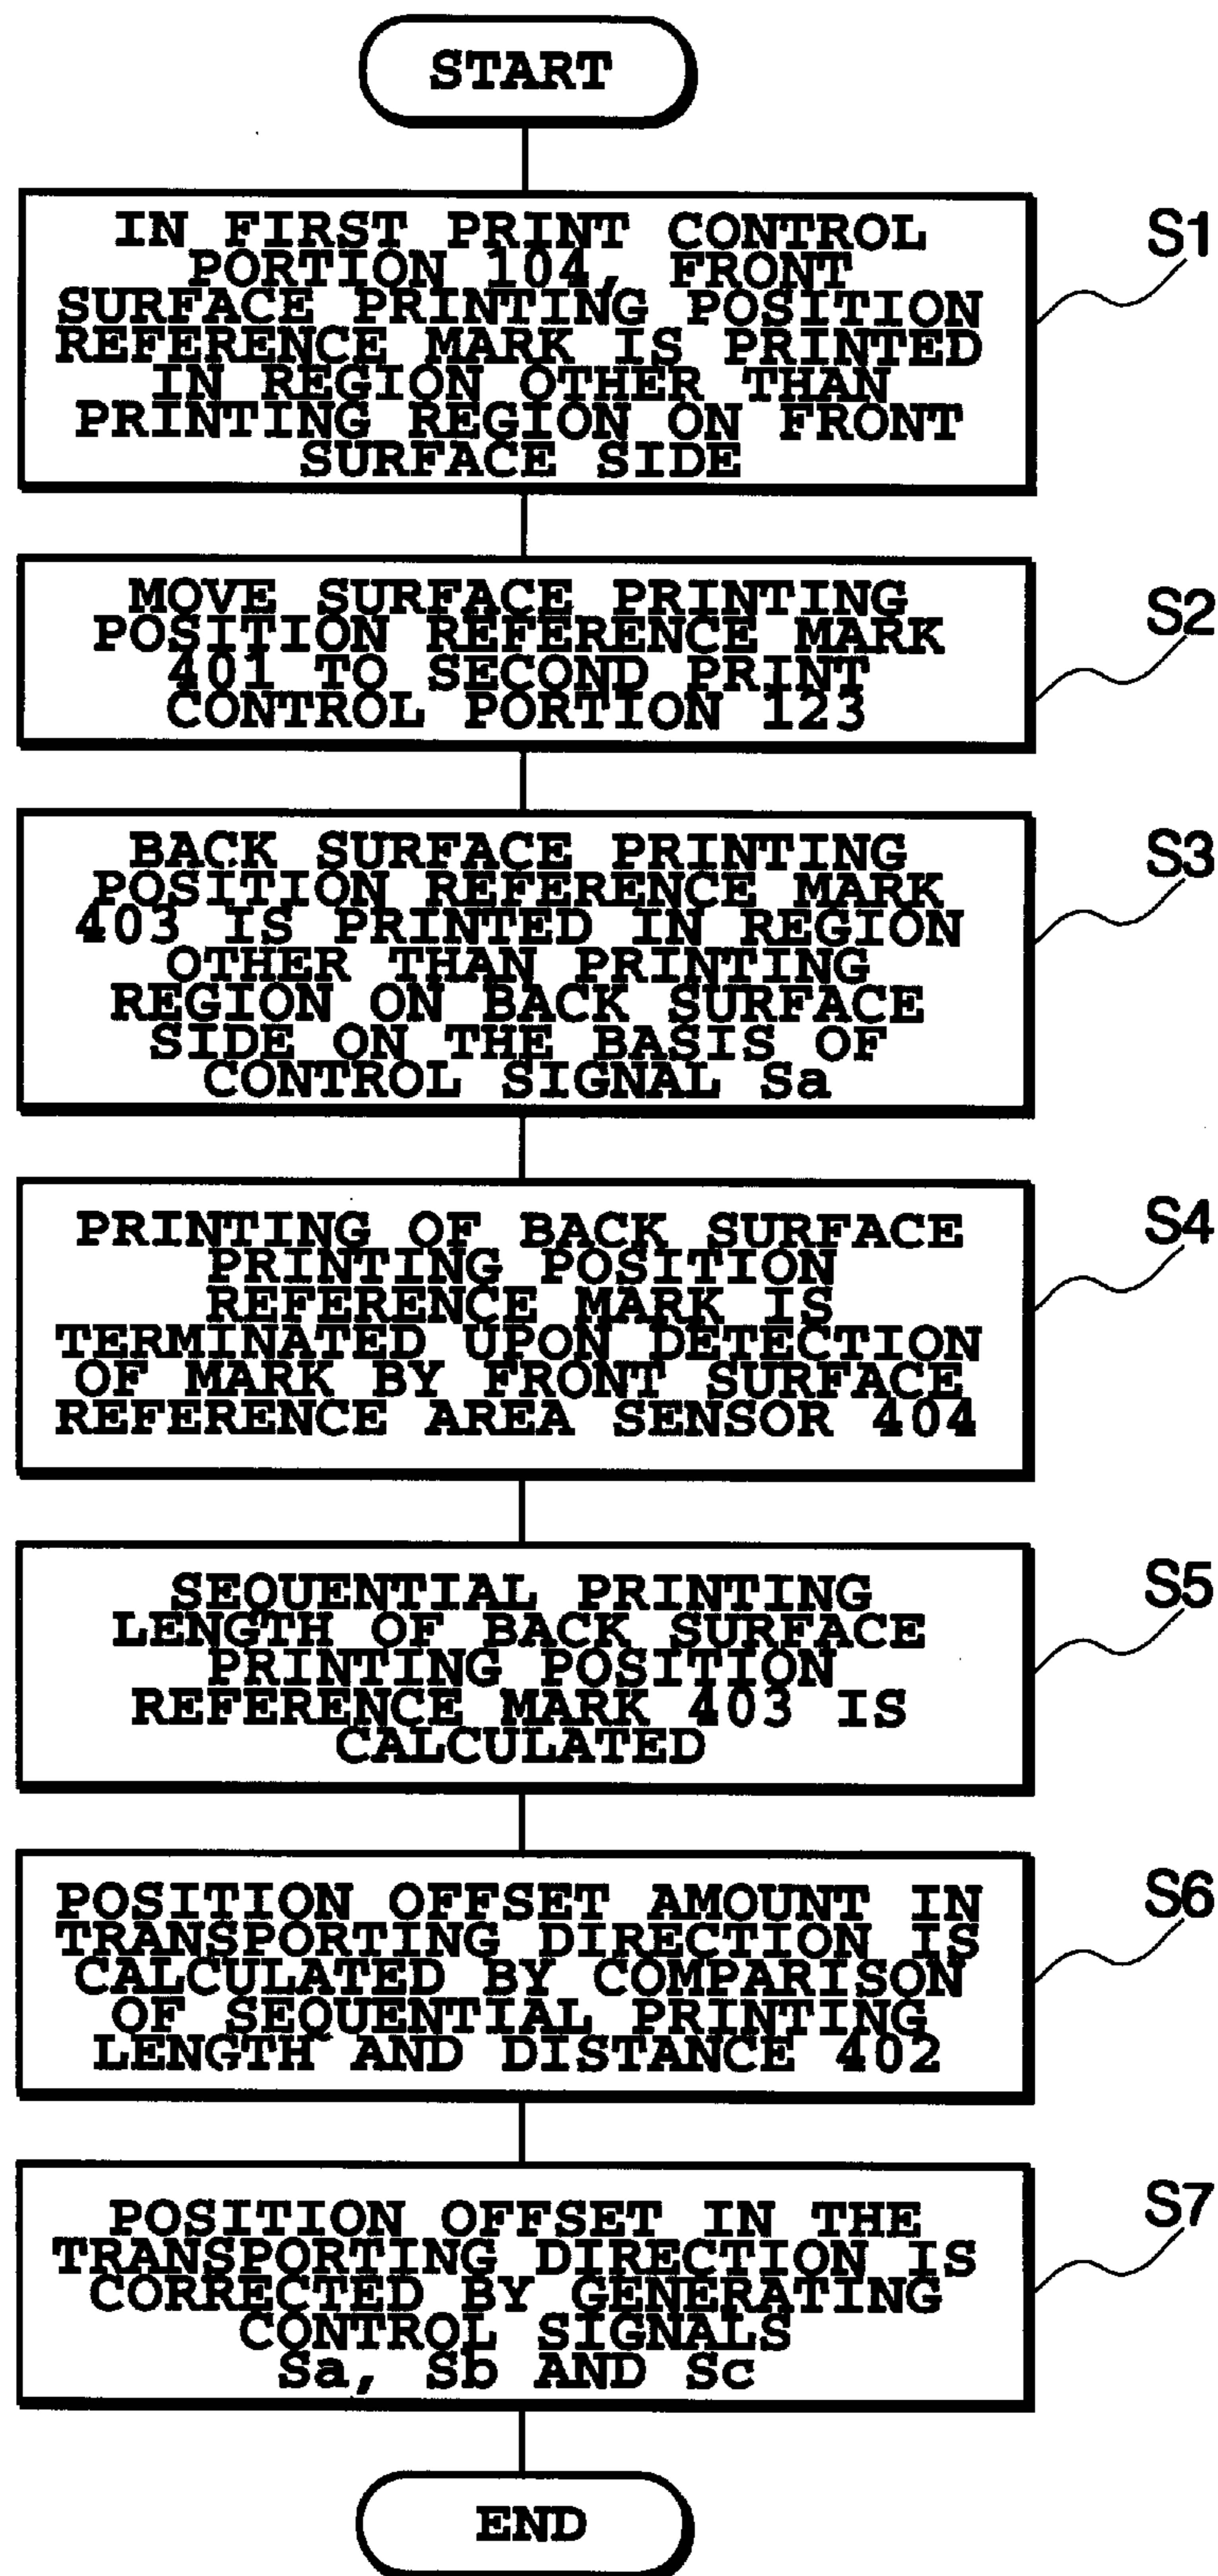 START
IN FIRST PRINT CONTROL
PORTION 104, FRONT
SURFACE PRINTING POSITION
REFERENCE MARK IS PRINTED
IN REGION OTHER THAN
PRINTING REGION ON FRONT
SURFACE SIDE
S1
MOVE SURFACE PRINTING
POSITION REFERENCE MARK
401 TO SECOND PRINT
CONTROL PORTION 123
S2
BACK SURFACE PRINTING
POSITION REFERENCE MARK
403 IS PRINTED IN REGION
OTHER THAN PRINTING
REGION ON BACK SURFACE
SIDE ON THE BASIS OF
CONTROL SIGNAL Sa
S3
PRINTING OF BACK SURFACE
PRINTING POSITION
REFERENCE MARK IS
TERMINATED UPON DETECTION
OF MARK BY FRONT SURFACE
REFERENCE AREA SENSOR 404
S4
SEQUENTIAL PRINTING
LENGTH OF BACK SURFACE
PRINTING POSITION
REFERENCE MARK 403 IS
CALCULATED
S5
POSITION OFFSET AMOUNT IN
TRANSPORTING DIRECTION IS
CALCULATED BY COMPARISON
OF SEQUENTIAL PRINTING
LENGTH AND DISTANCE 402
S6
POSITION OFFSET IN THE
TRANSPORTING DIRECTION IS
CORRECTED BY GENERATING
CONTROL SIGNALS
Sa, Sb AND Sc
S7
END